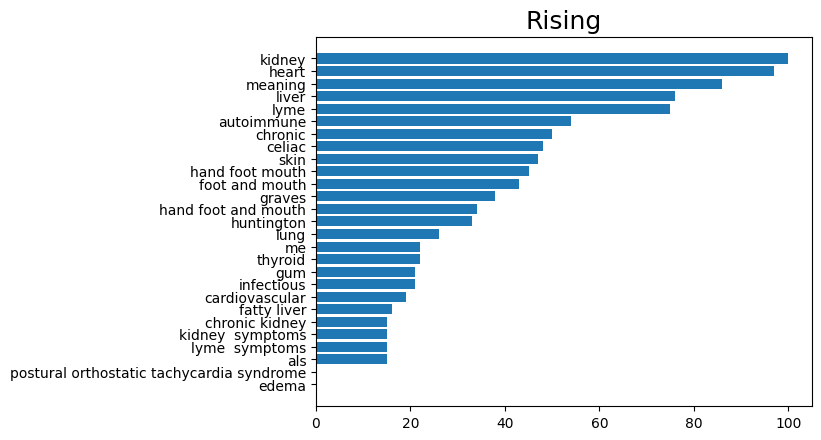 Rising
kidney
heart
meaning
liver
lyme
autoimmune
chronic
celiac
skin
hand foot mouth
foot and mouth
graves
hand foot and mouth
huntington
lung
me
thyroid
gum
infectious
cardiovascular
fatty liver
chronic kidney
kidney  symptoms
lyme  symptoms
als
postural orthostatic tachycardia syndrome
edema
0 20 40 60 80 100